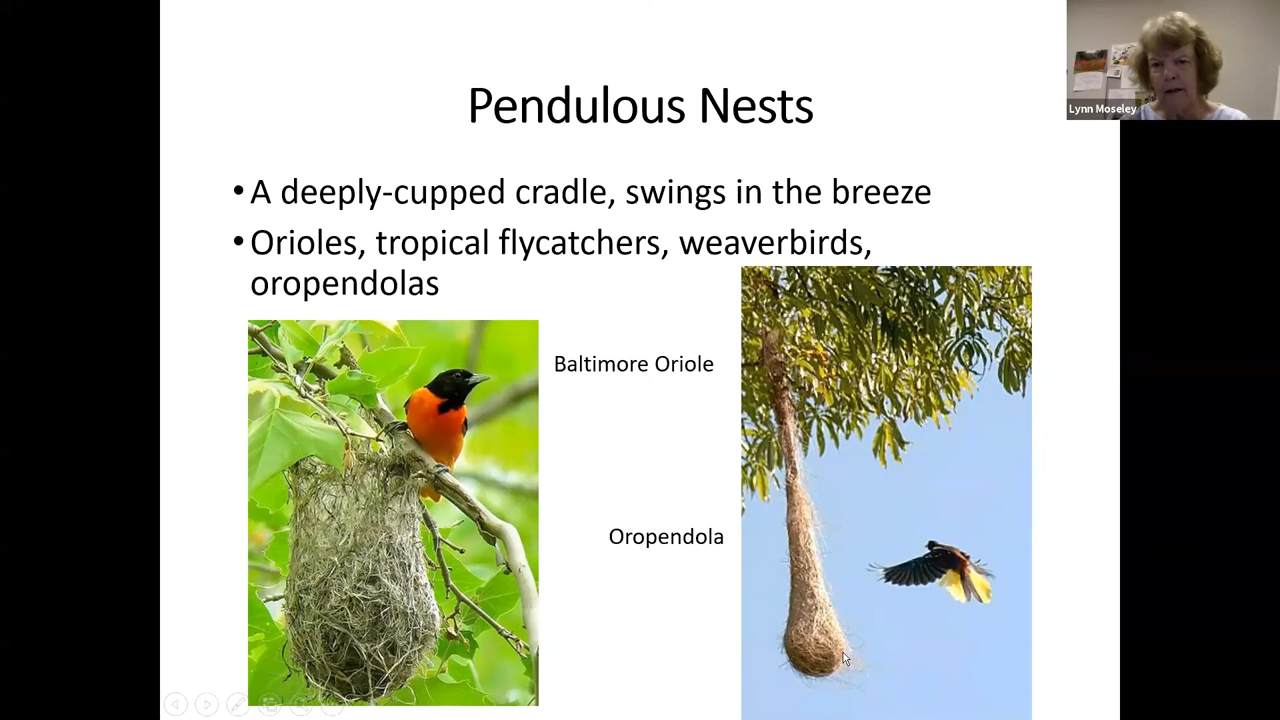 Pendulous Nests
Lynn Moseley
• A deeply-cupped cradle, swings in the breeze
• Orioles, tropical flycatchers, weaverbirds,
oropendolas
Baltimore Oriole
Oropendola